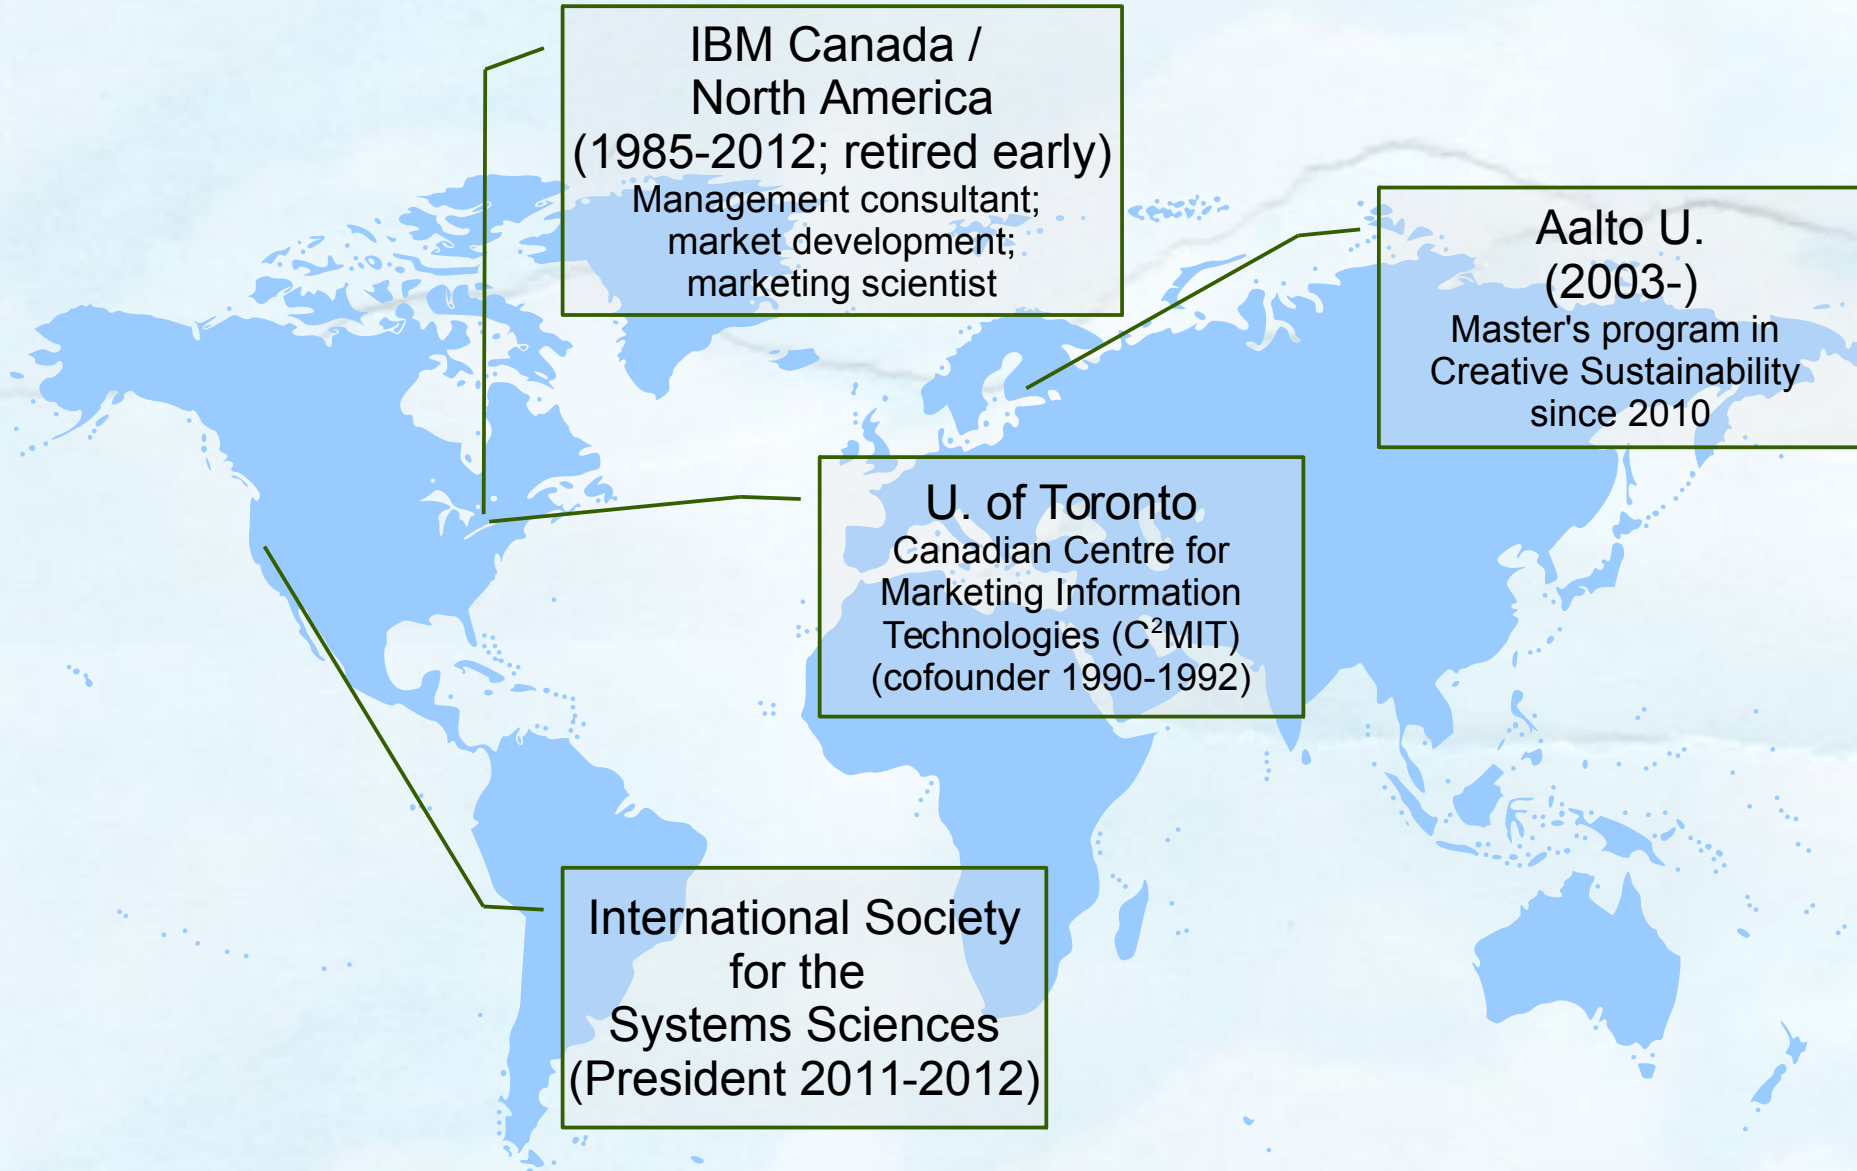 IBM Canada /
North America
(1985-2012; retired early)
Management consultant;
market development;
marketing scientist
Aalto U.
(2003-)
Master's program in
Creative Sustainability
since 2010
U. of Toronto
Canadian Centre for
Marketing Information
Technologies (C²MIT)
(cofounder 1990-1992)
International Society
for the
Systems Sciences
(President 2011-2012)